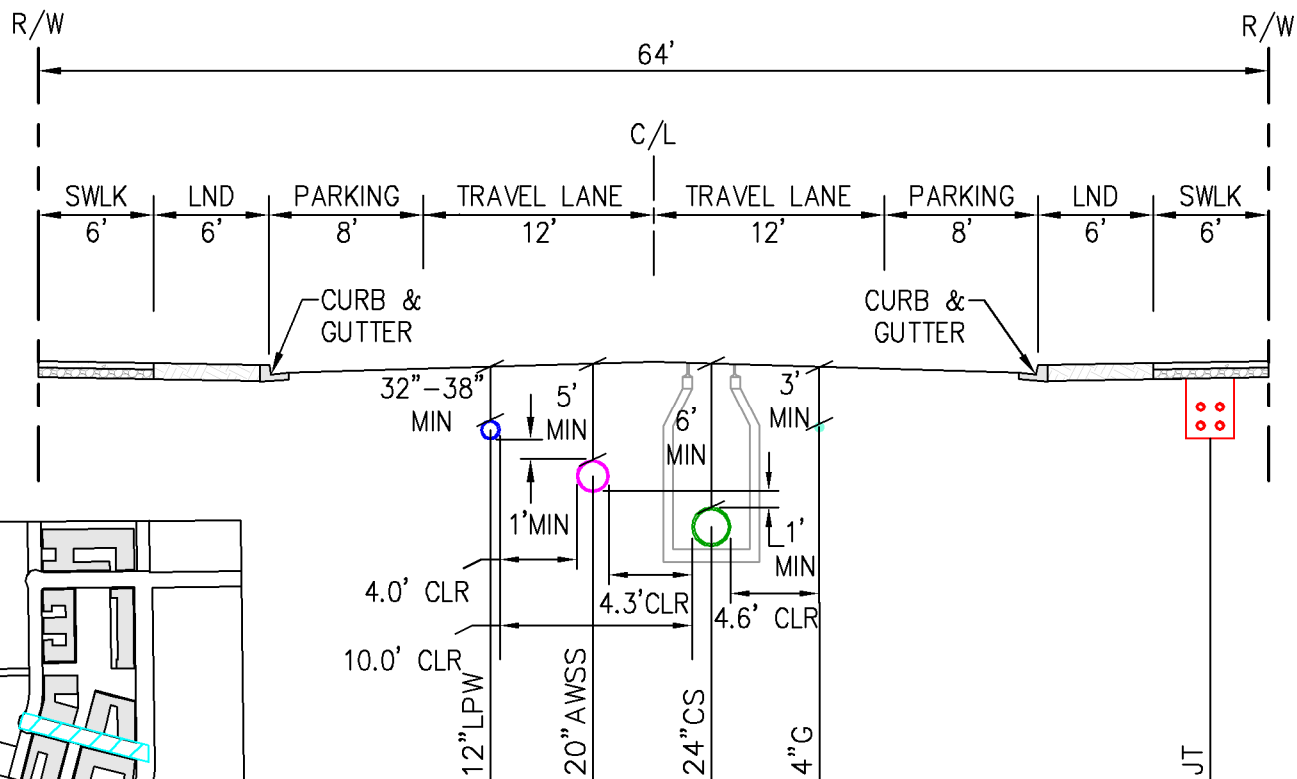 R/W
R/W
64'
C/L
SWLK LND PARKING TRAVEL LANE TRAVEL LANE PARKING LND SWLK
6' 6' 8' 12' 12' 8' 6' 6'
CURB &
GUTTER
CURB &
GUTTER
32"-38"
MIN
5'
MIN
6'
MIN
3'
MIN
1'MIN
1'
MIN
4.0' CLR
4.3'CLR
4.6' CLR
10.0' CLR
12"LPW
20"AWSS
24"CS
4"G
JT